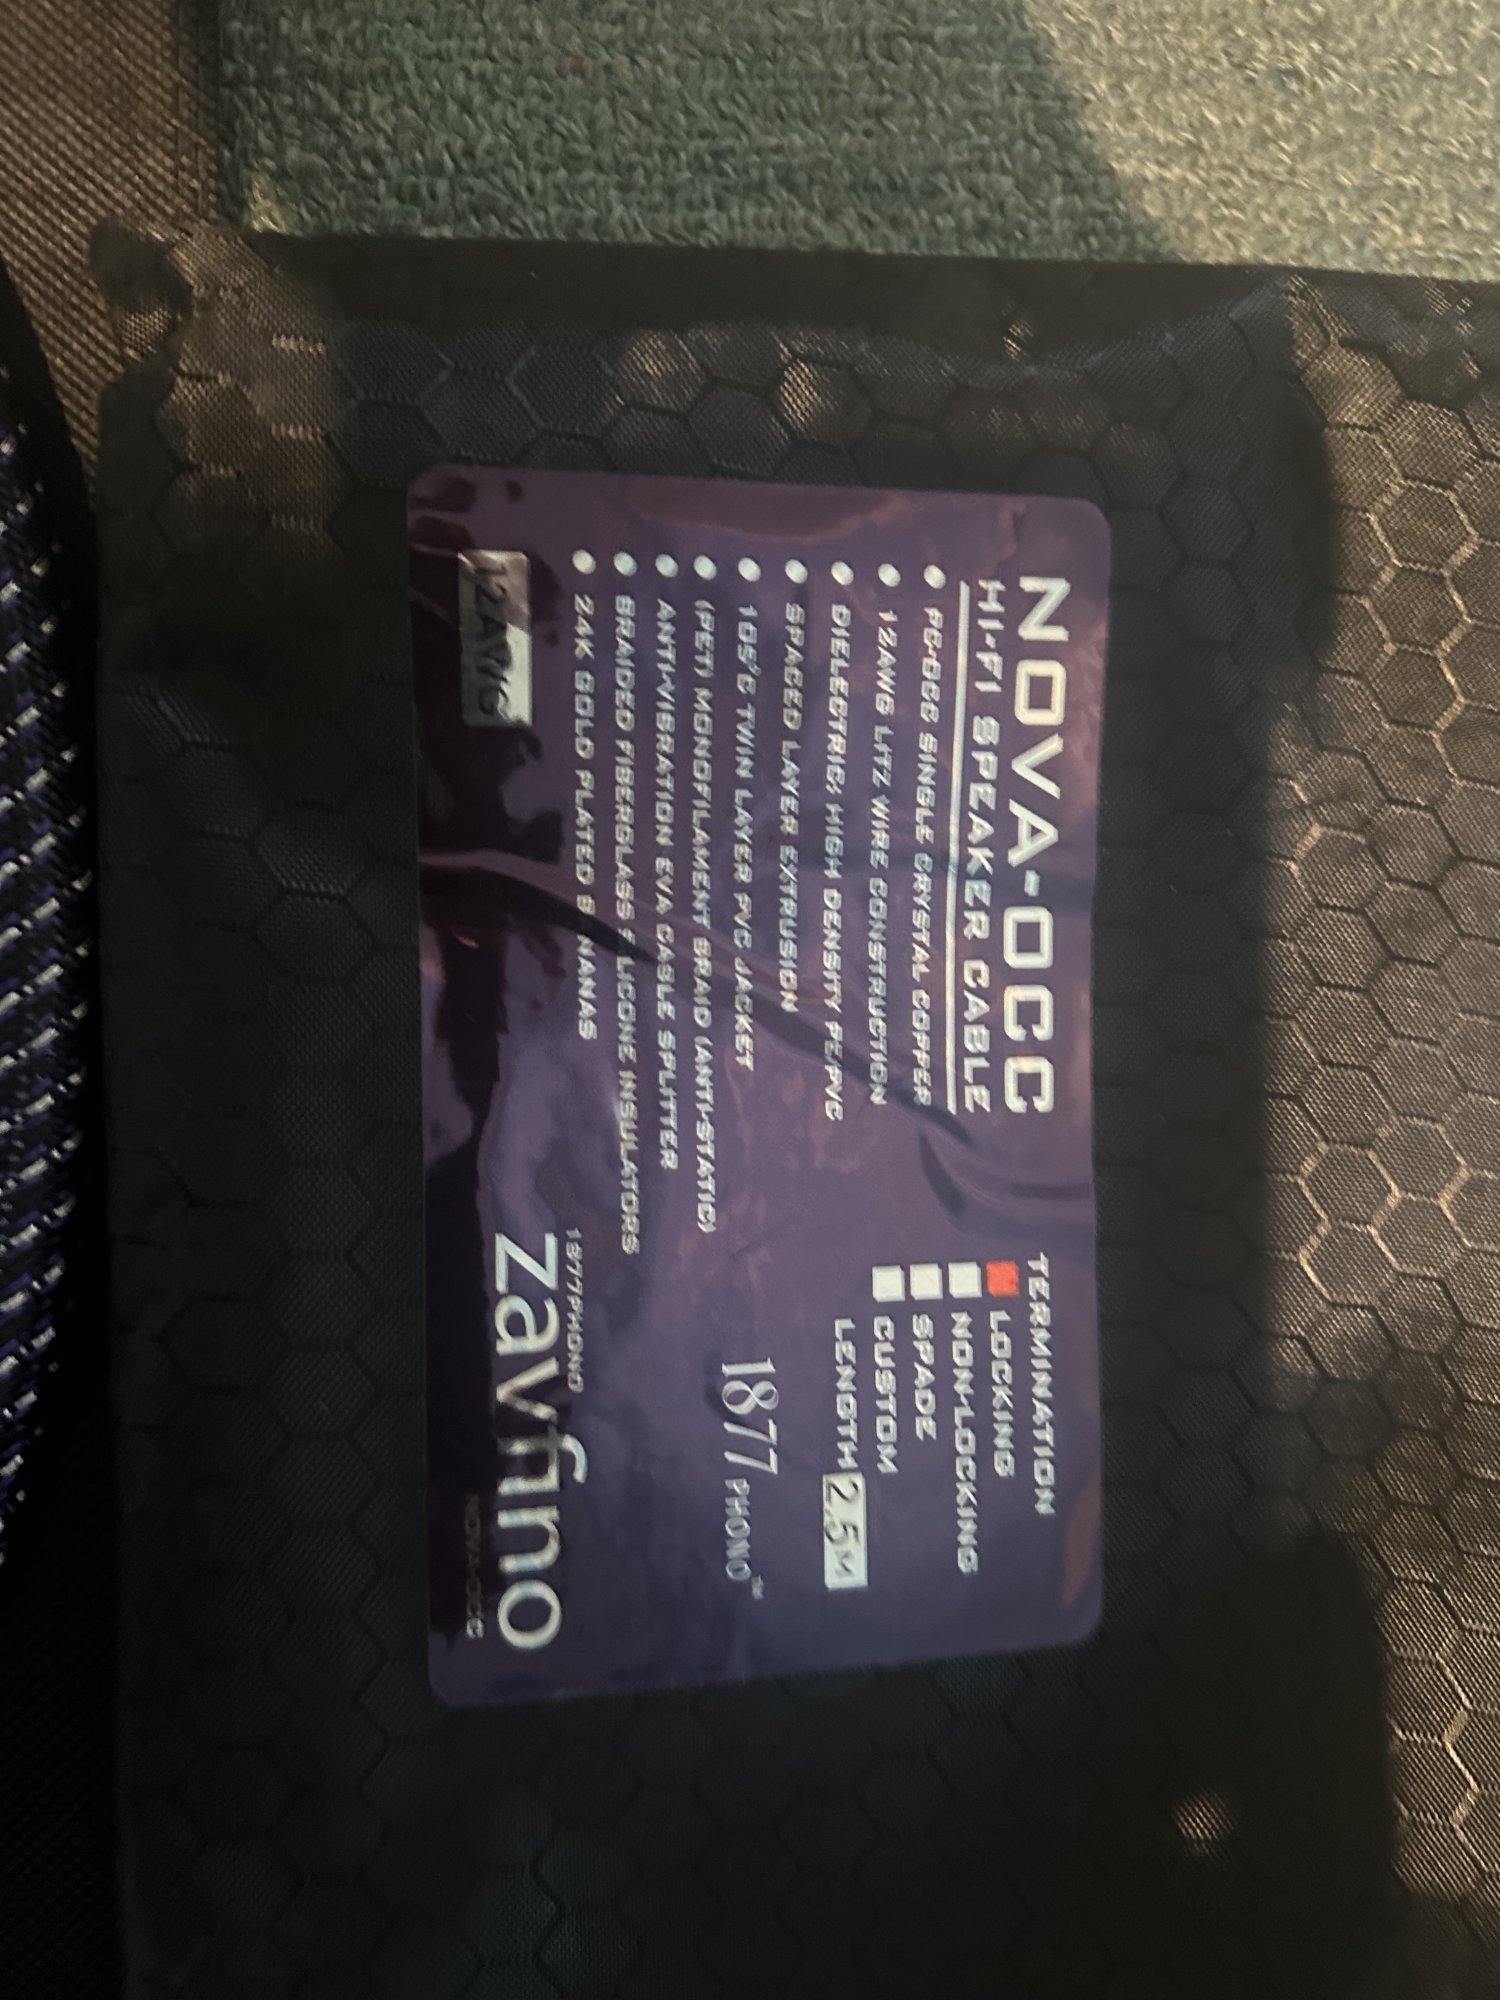 NOVA-OCC
HI-FI SPEAKER CABLE
PC-OCC SINGLE CRYSTAL COPPER
12AWG LITZ WIRE CONSTRUCTION
DIELECTRIC: HIGH DENSITY PE/PVC
SPACED LAYER EXTRUSION
105°C TWIN LAYER PVC JACKET
(PET) MONOFILAMENT BRAID (ANTI-STATIC)
ANTI-VIBRATION EVA CABLE SPLITTER
BRAIDED FIBERGLASS SILICONE INSULATORS
24K GOLD PLATED BANANAS
12AWG
TERMINATION
LOCKING
NON-LOCKING
SPADE
CUSTOM
LENGTH 2.5M
1877 PHONO™
1877PHONO
Zavfino
NOVA-OCC